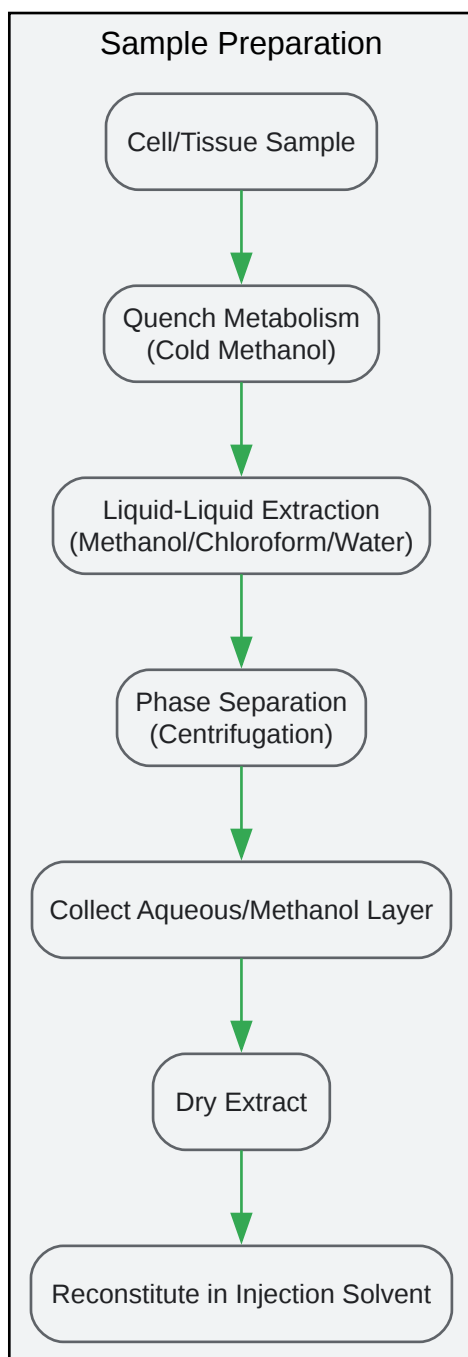 Sample Preparation
Cell/Tissue Sample
Quench Metabolism
(Cold Methanol)
Liquid-Liquid Extraction
(Methanol/Chloroform/Water)
Phase Separation
(Centrifugation)
Collect Aqueous/Methanol Layer
Dry Extract
Reconstitute in Injection Solvent